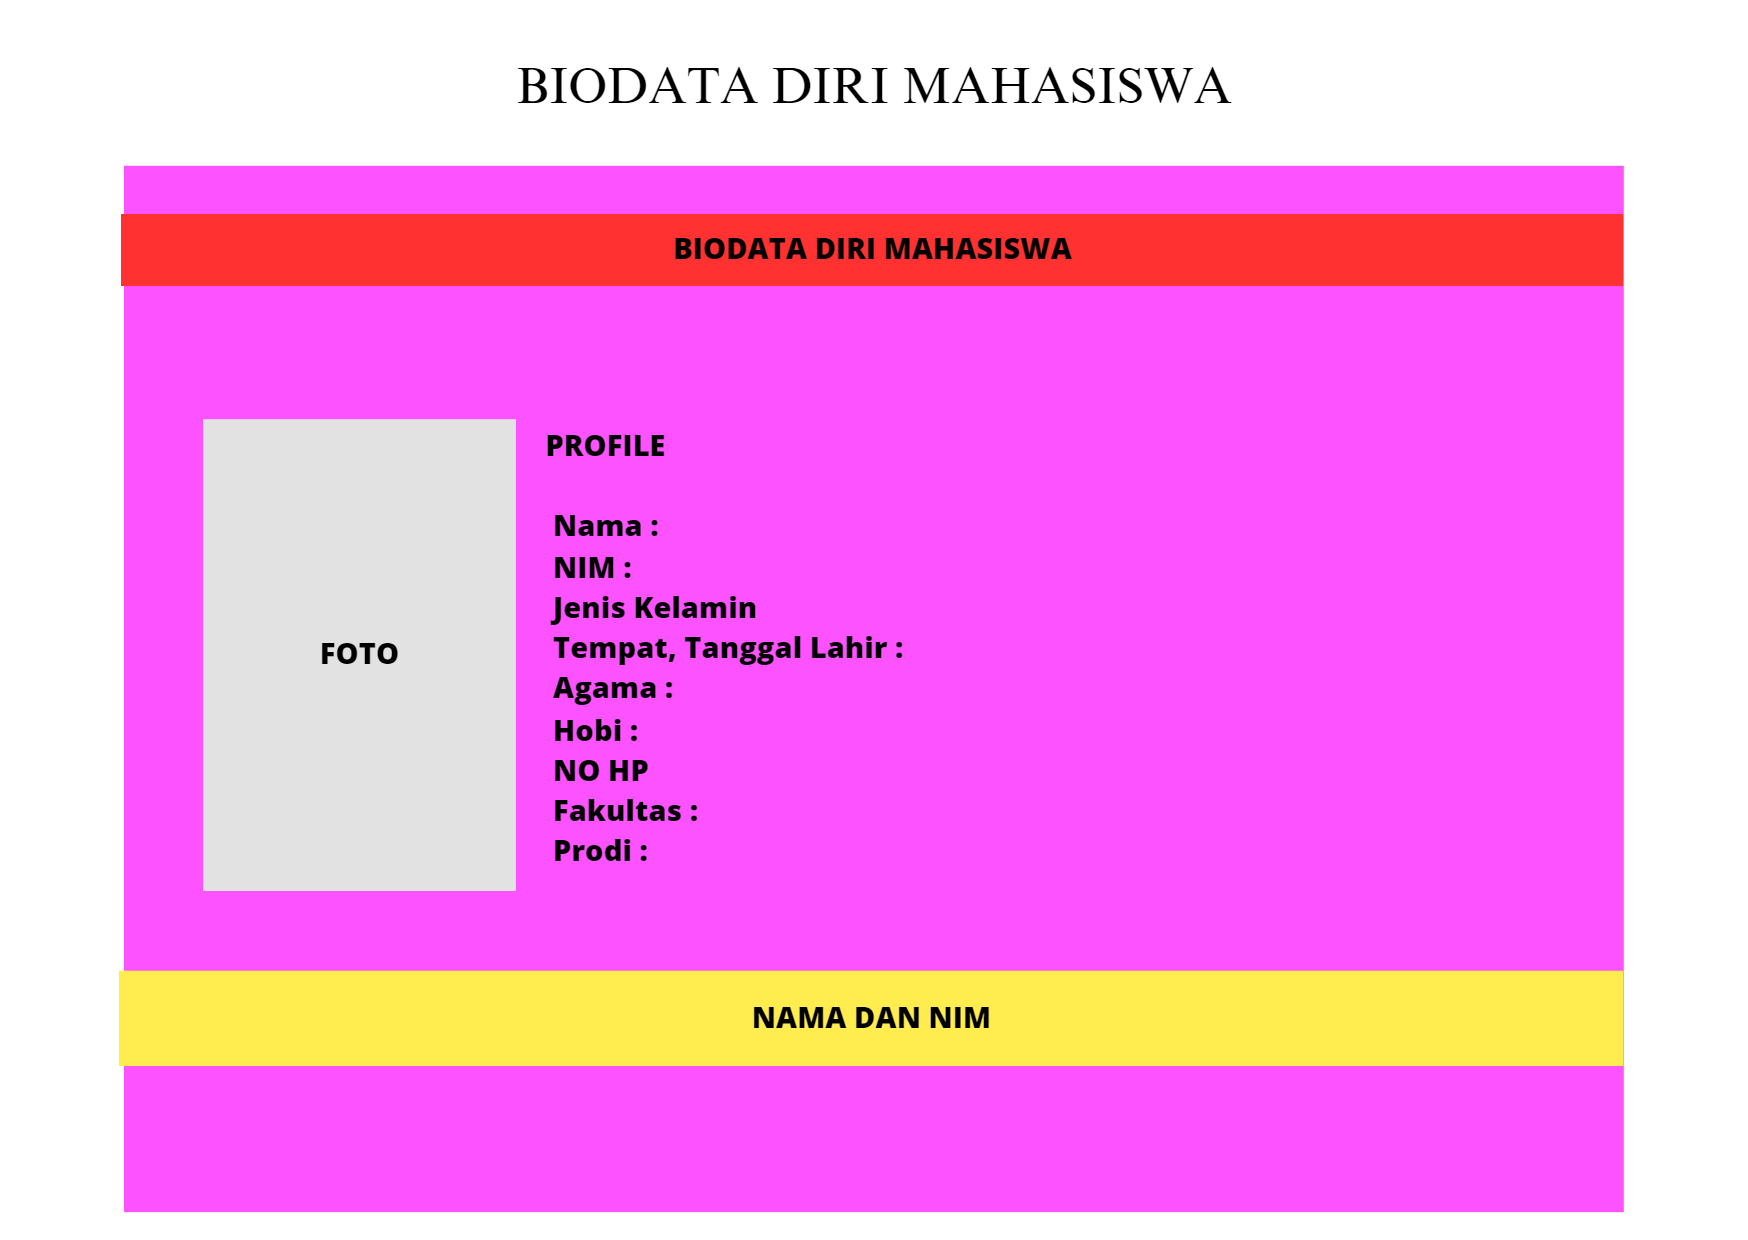 BIODATA DIRI MAHASISWA
BIODATA DIRI MAHASISWA
PROFILE
Nama :
NIM :
Jenis Kelamin
Tempat, Tanggal Lahir :
Agama :
Hobi :
NO HP
Fakultas :
Prodi :
FOTO
NAMA DAN NIM